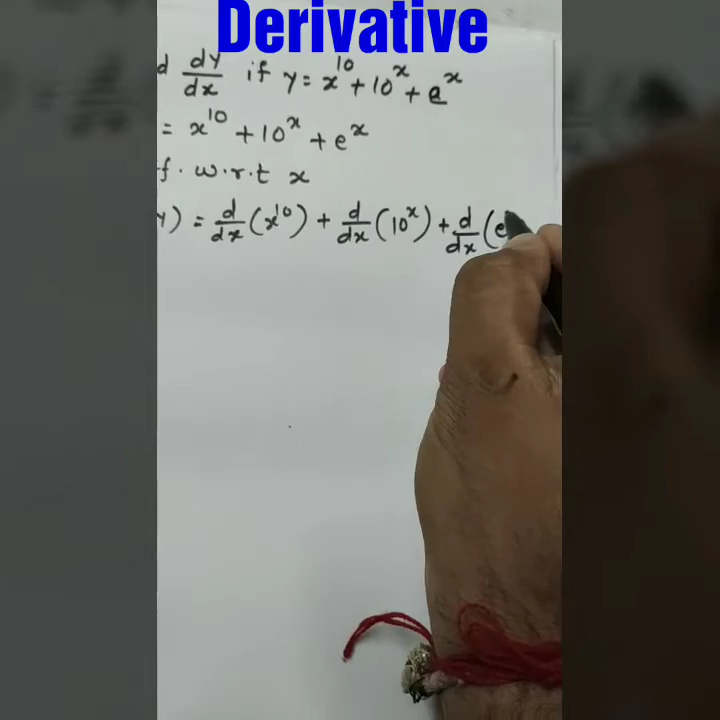 Derivative
d dy/dx if y = x^10 + 10^x + e^x
= x^10 + 10^x + e^x
f. w.r.t x
y) = d/dx (x^10) + d/dx (10^x) + d/dx (e